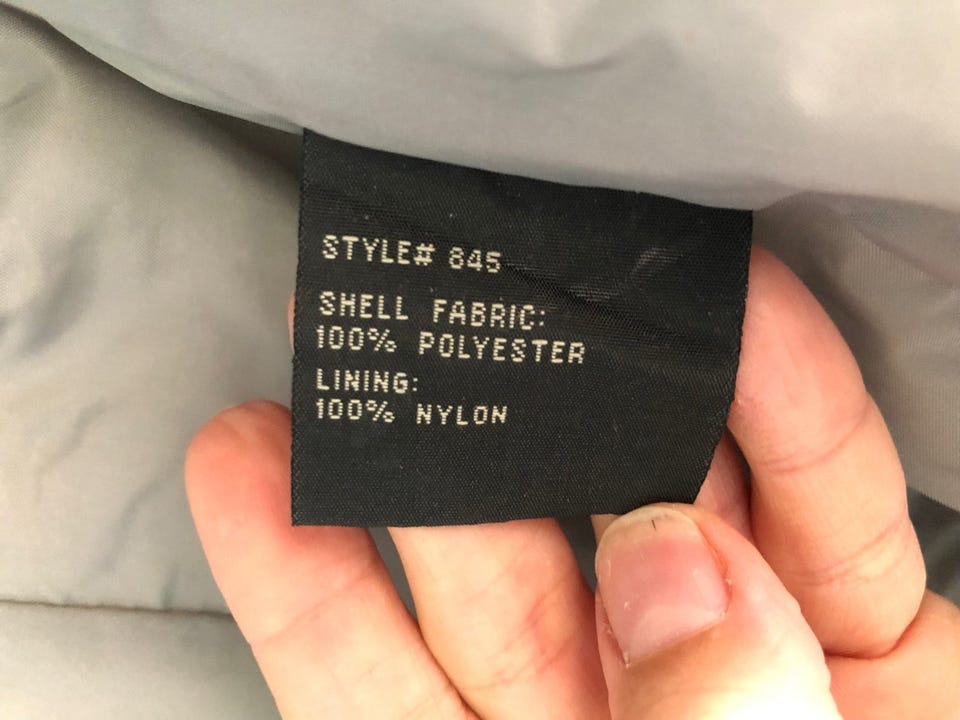 STYLE# 845
SHELL FABRIC:
100% POLYESTER
LINING:
100% NYLON